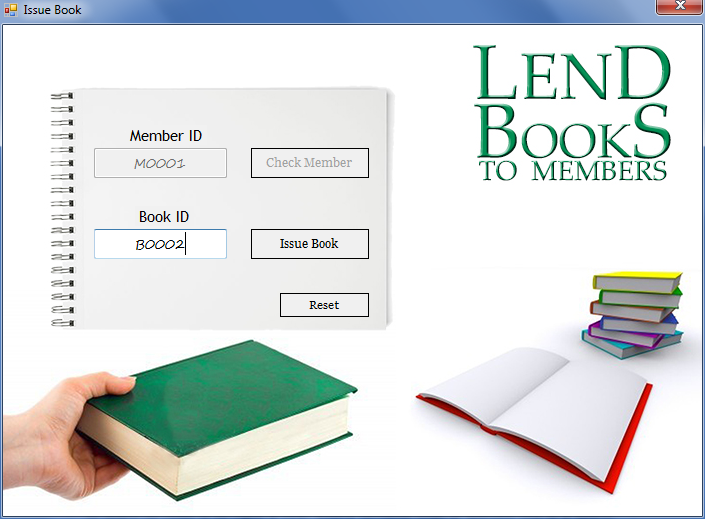 Issue Book
LEND
BOOKS
TO MEMBERS
Member ID
M0001
Check Member
Book ID
B0002
Issue Book
Reset